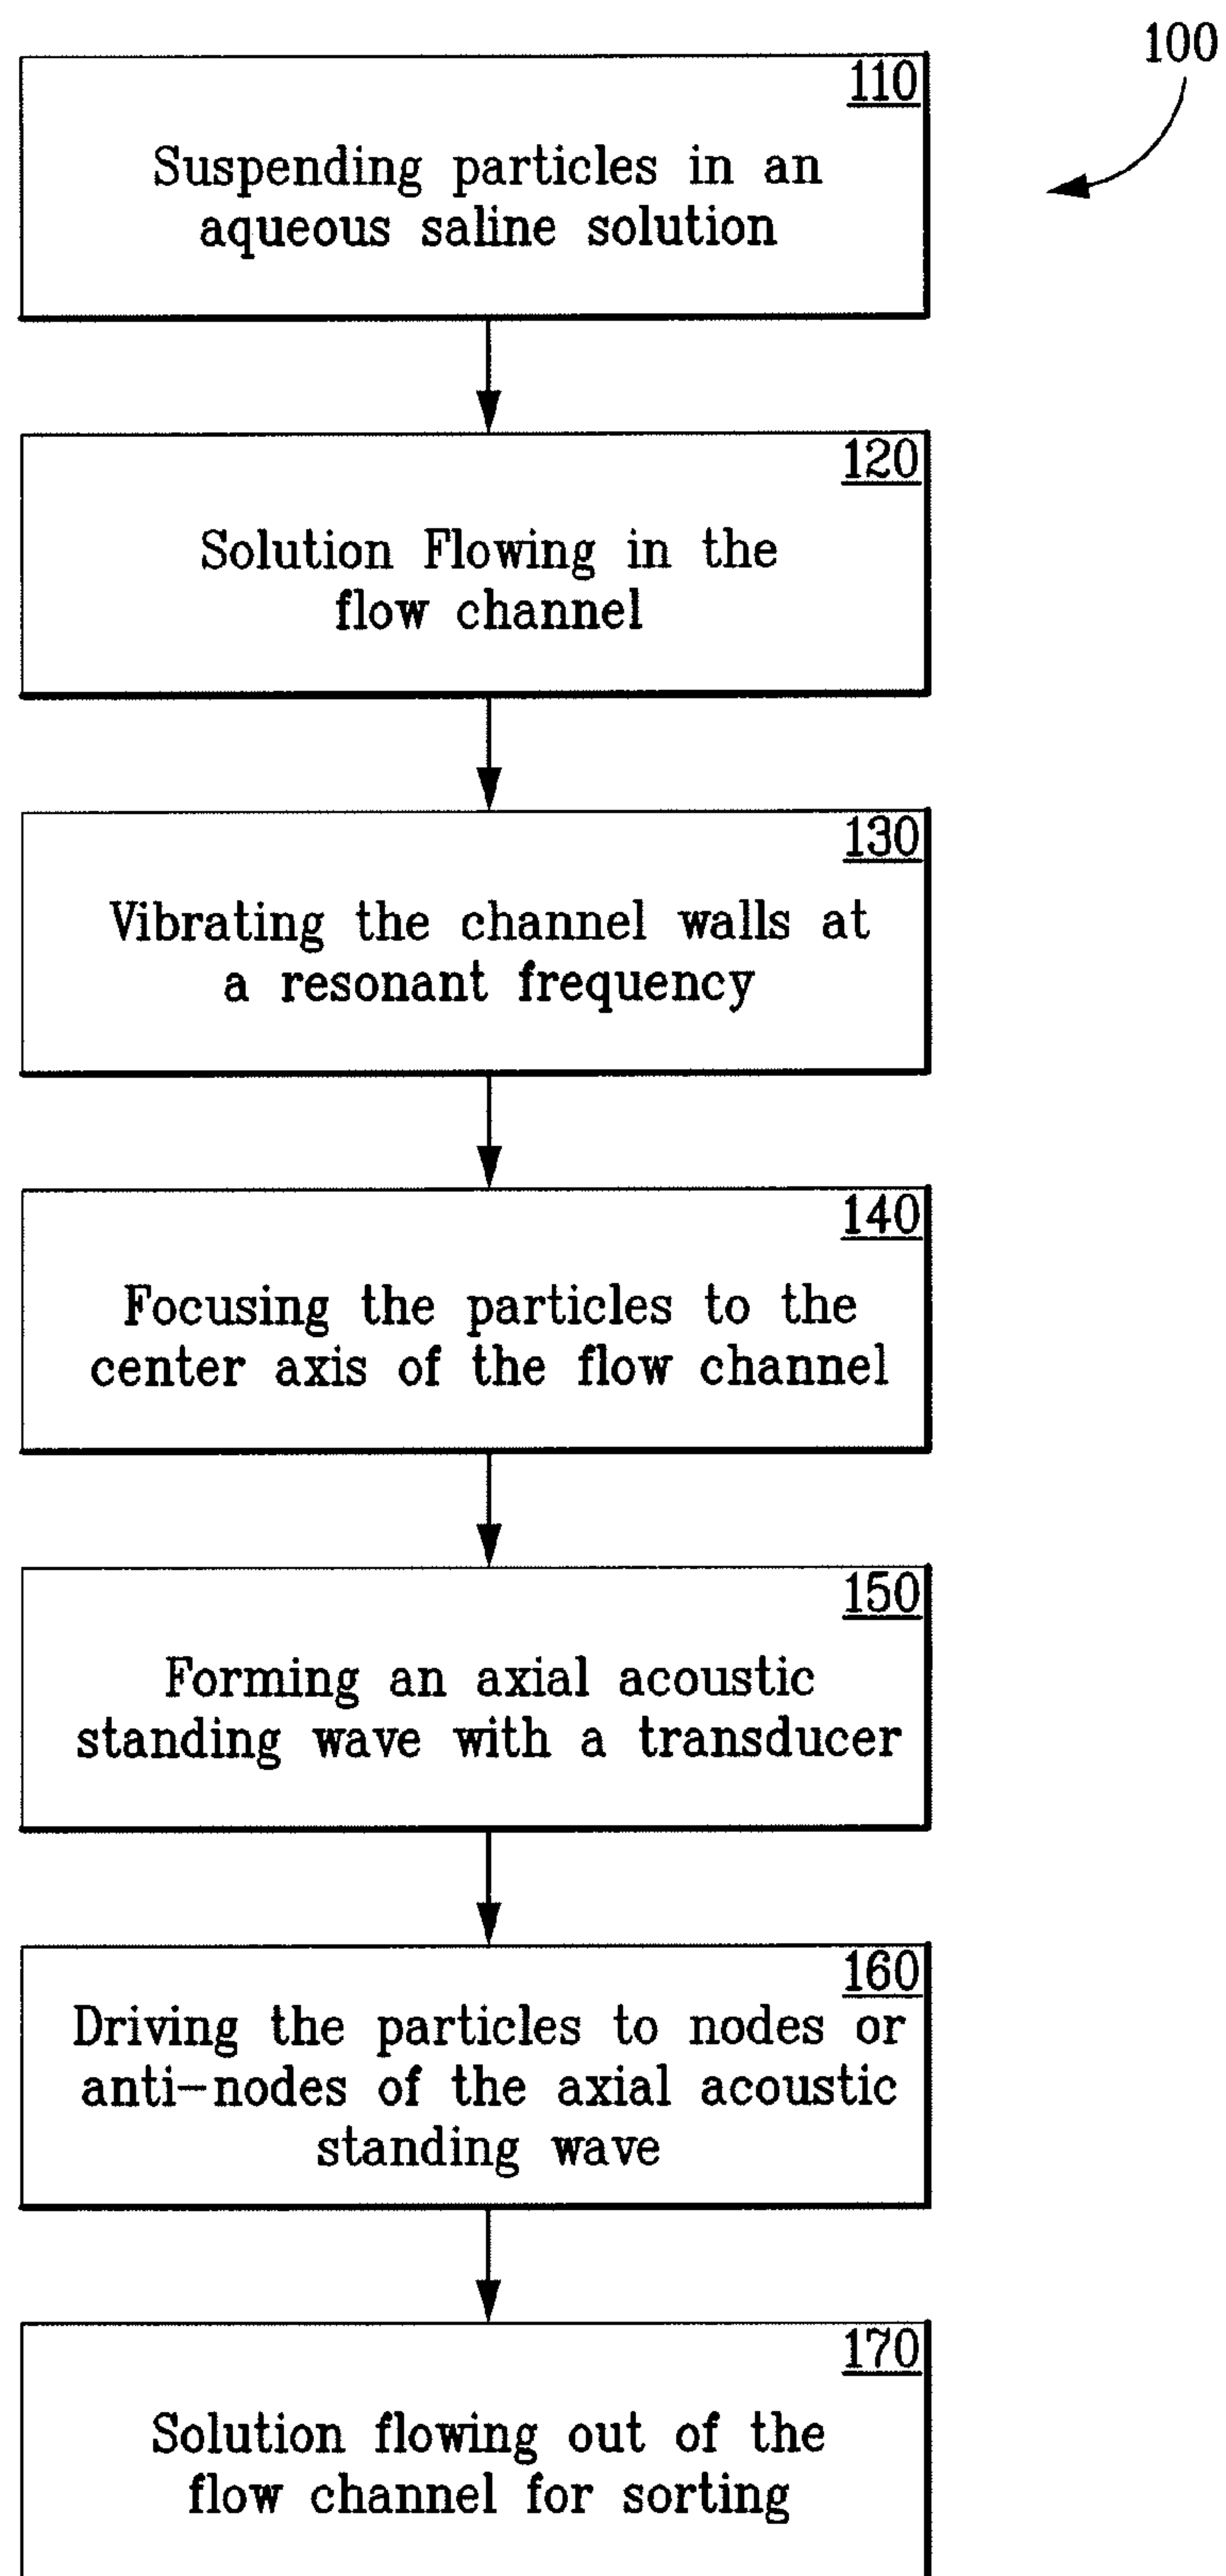 100
110
Suspending particles in an
aqueous saline solution
120
Solution Flowing in the
flow channel
130
Vibrating the channel walls at
a resonant frequency
140
Focusing the particles to the
center axis of the flow channel
150
Forming an axial acoustic
standing wave with a transducer
160
Driving the particles to nodes or
anti-nodes of the axial acoustic
standing wave
170
Solution flowing out of the
flow channel for sorting